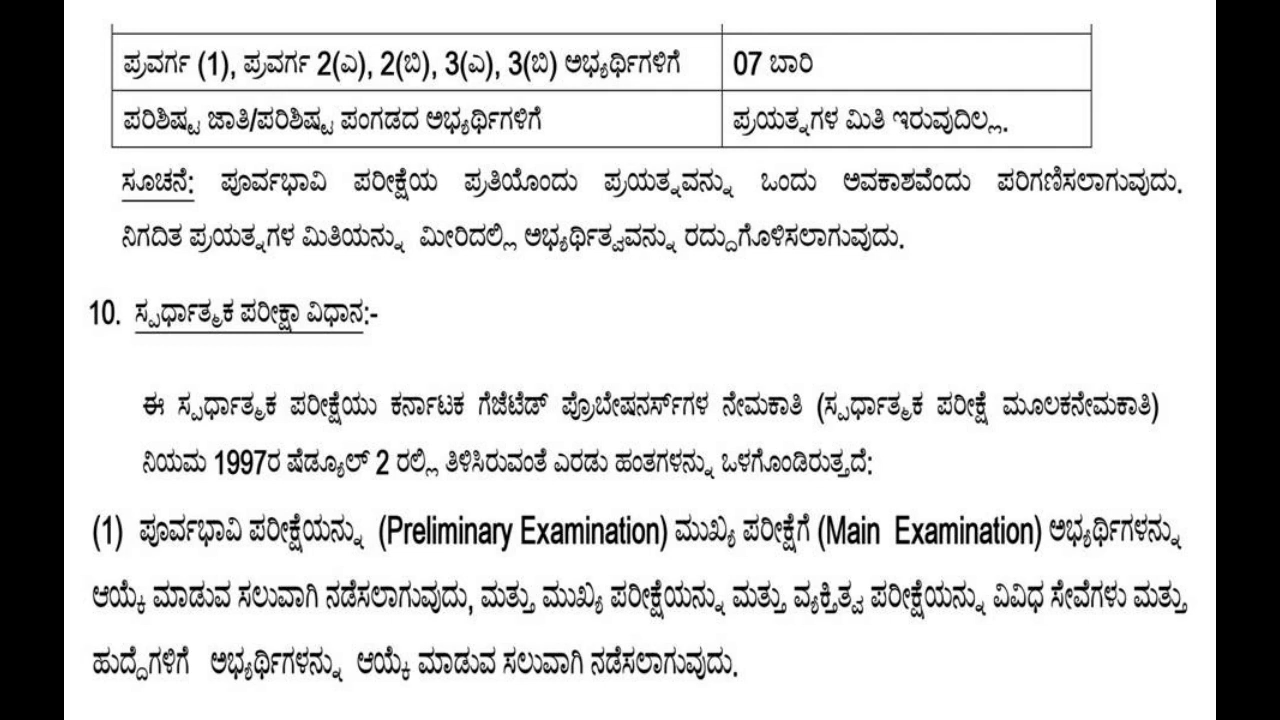 ಪ್ರವರ್ಗ (1), ಪ್ರವರ್ಗ 2(ಎ), 2(ಬಿ), 3(ಎ), 3(ಬಿ) ಅಭ್ಯರ್ಥಿಗಳಿಗೆ 07 ಬಾರಿ
ಪರಿಶಿಷ್ಟ ಜಾತಿ/ಪರಿಶಿಷ್ಟ ಪಂಗಡದ ಅಭ್ಯರ್ಥಿಗಳಿಗೆ ಪ್ರಯತ್ನಗಳ ಮಿತಿ ಇರುವುದಿಲ್ಲ.
ಸೂಚನೆ: ಪೂರ್ವಭಾವಿ ಪರೀಕ್ಷೆಯ ಪ್ರತಿಯೊಂದು ಪ್ರಯತ್ನವನ್ನು ಒಂದು ಅವಕಾಶವೆಂದು ಪರಿಗಣಿಸಲಾಗುವುದು.
ನಿಗದಿತ ಪ್ರಯತ್ನಗಳ ಮಿತಿಯನ್ನು ಮೀರಿದಲ್ಲಿ ಅಭ್ಯರ್ಥಿತ್ವವನ್ನು ರದ್ದುಗೊಳಿಸಲಾಗುವುದು.
10. ಸ್ಪರ್ಧಾತ್ಮಕ ಪರೀಕ್ಷಾ ವಿಧಾನ:-
ಈ ಸ್ಪರ್ಧಾತ್ಮಕ ಪರೀಕ್ಷೆಯು ಕರ್ನಾಟಕ ಗೆಜೆಟೆಡ್ ಪ್ರೊಬೇಷನರ್ಸ್‌ಗಳ ನೇಮಕಾತಿ (ಸ್ಪರ್ಧಾತ್ಮಕ ಪರೀಕ್ಷೆ ಮೂಲಕನೇಮಕಾತಿ)
ನಿಯಮ 1997ರ ಷೆಡ್ಯೂಲ್ 2 ರಲ್ಲಿ ತಿಳಿಸಿರುವಂತೆ ಎರಡು ಹಂತಗಳನ್ನು ಒಳಗೊಂಡಿರುತ್ತದೆ:
(1) ಪೂರ್ವಭಾವಿ ಪರೀಕ್ಷೆಯನ್ನು (Preliminary Examination) ಮುಖ್ಯ ಪರೀಕ್ಷೆಗೆ (Main Examination) ಅಭ್ಯರ್ಥಿಗಳನ್ನು
ಆಯ್ಕೆ ಮಾಡುವ ಸಲುವಾಗಿ ನಡೆಸಲಾಗುವುದು, ಮತ್ತು ಮುಖ್ಯ ಪರೀಕ್ಷೆಯನ್ನು ಮತ್ತು ವ್ಯಕ್ತಿತ್ವ ಪರೀಕ್ಷೆಯನ್ನು ವಿವಿಧ ಸೇವೆಗಳು ಮತ್ತು
ಹುದ್ದೆಗಳಿಗೆ ಅಭ್ಯರ್ಥಿಗಳನ್ನು ಆಯ್ಕೆ ಮಾಡುವ ಸಲುವಾಗಿ ನಡೆಸಲಾಗುವುದು.